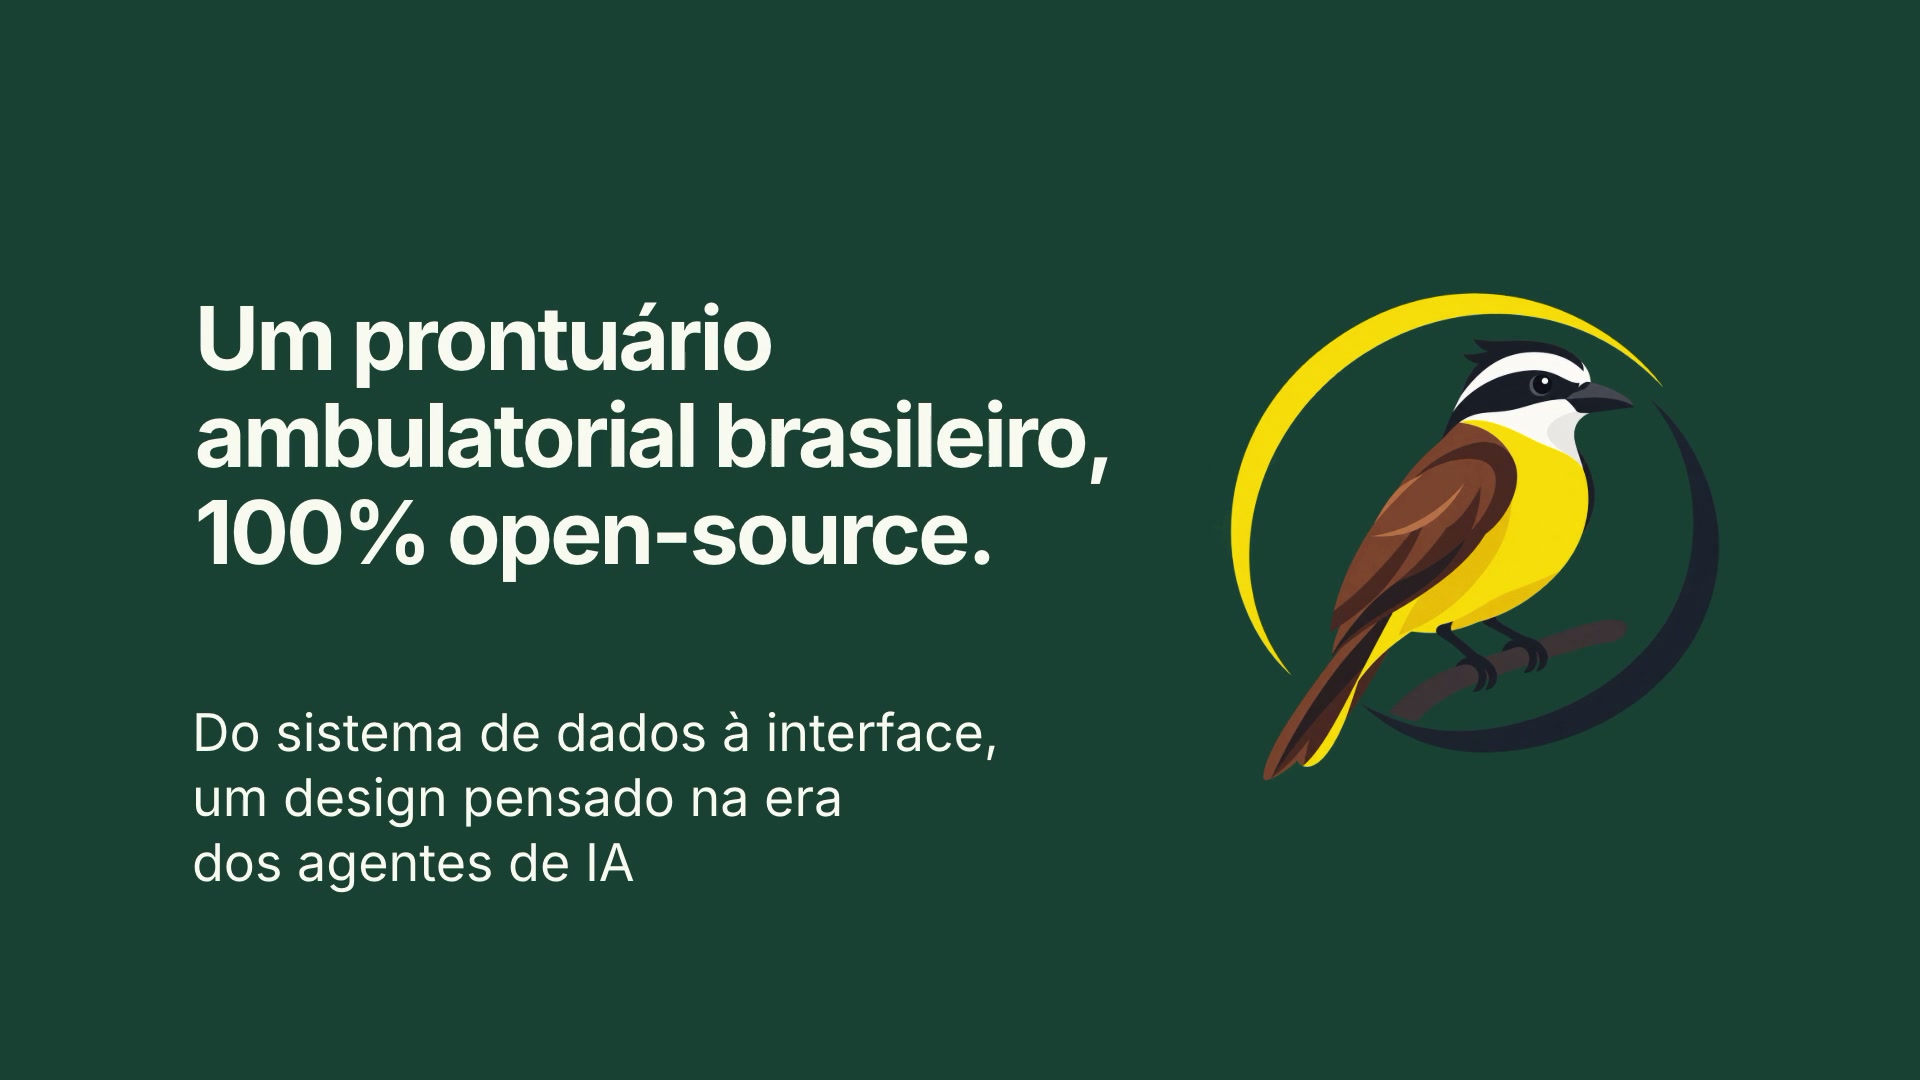 Um prontuário
ambulatorial brasileiro,
100% open-source.
Do sistema de dados à interface,
um design pensado na era
dos agentes de IA